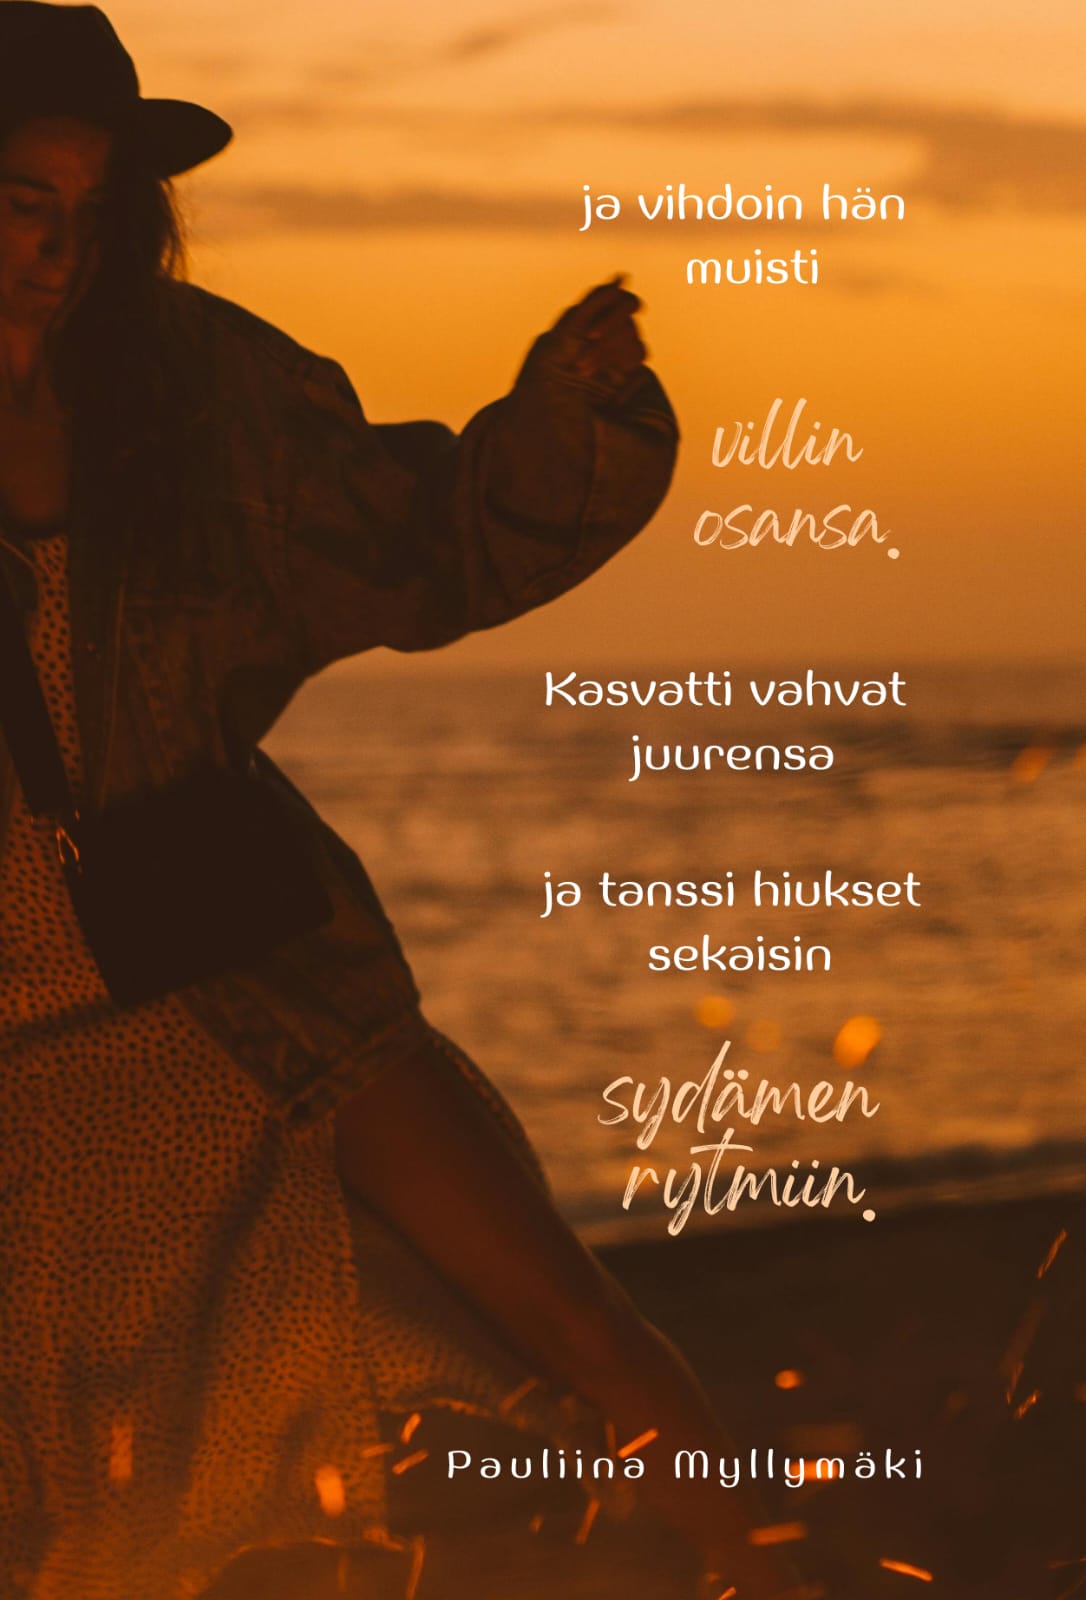 ja vihdoin hän
muisti
villin
osansa.
Kasvatti vahvat
juurensa
ja tanssi hiukset
sekaisin
sydämen
rytmiin.
Pauliina Myllymäki